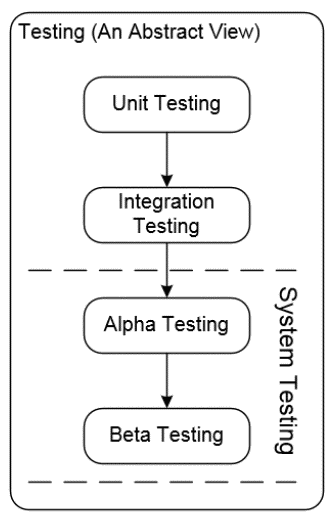 Testing (An Abstract View)
Unit Testing
Integration
Testing
Alpha Testing
System Testing
Beta Testing